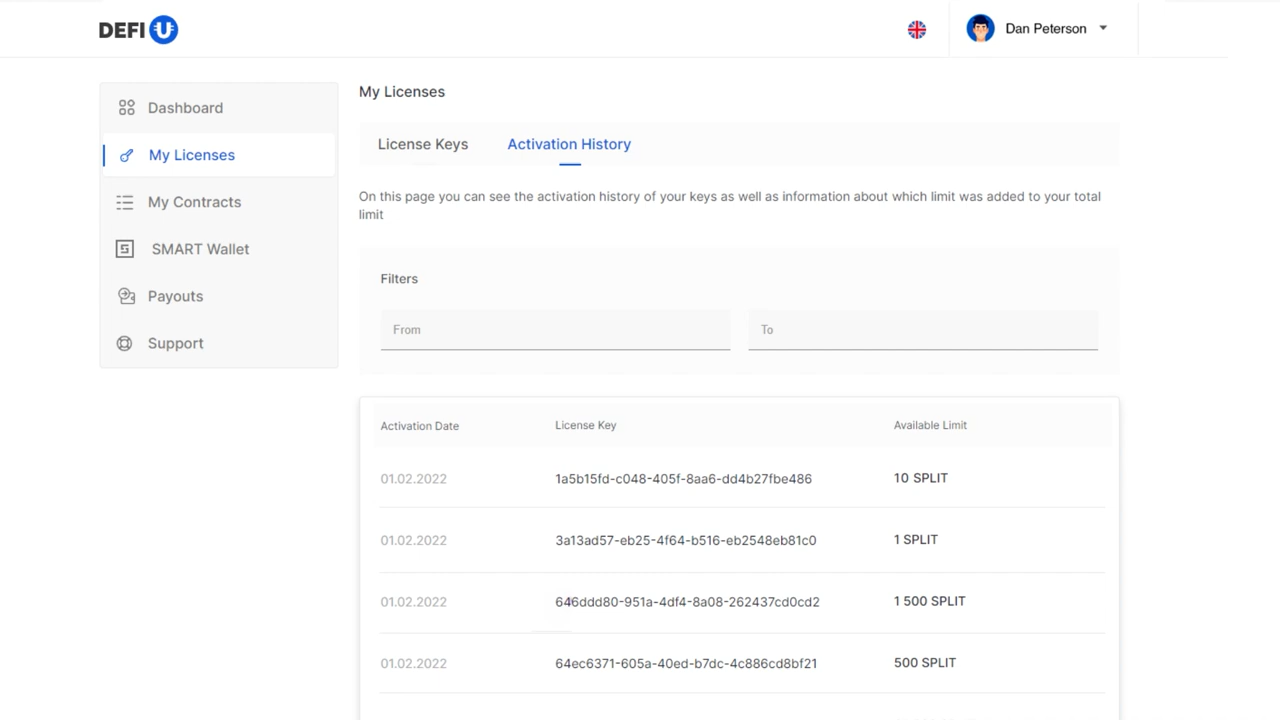 DEFI U
Dan Peterson
Dashboard
My Licenses
My Contracts
SMART Wallet
Payouts
Support
My Licenses
License Keys Activation History
On this page you can see the activation history of your keys as well as information about which limit was added to your total
limit
Filters
From To
Activation Date License Key Available Limit
01.02.2022 1a5b15fd-c048-405f-8aa6-dd4b27fbe486 10 SPLIT
01.02.2022 3a13ad57-eb25-4f64-b516-eb2548eb81c0 1 SPLIT
01.02.2022 646ddd80-951a-4df4-8a08-262437cd0cd2 1 500 SPLIT
01.02.2022 64ec6371-605a-40ed-b7dc-4c886cd8bf21 500 SPLIT